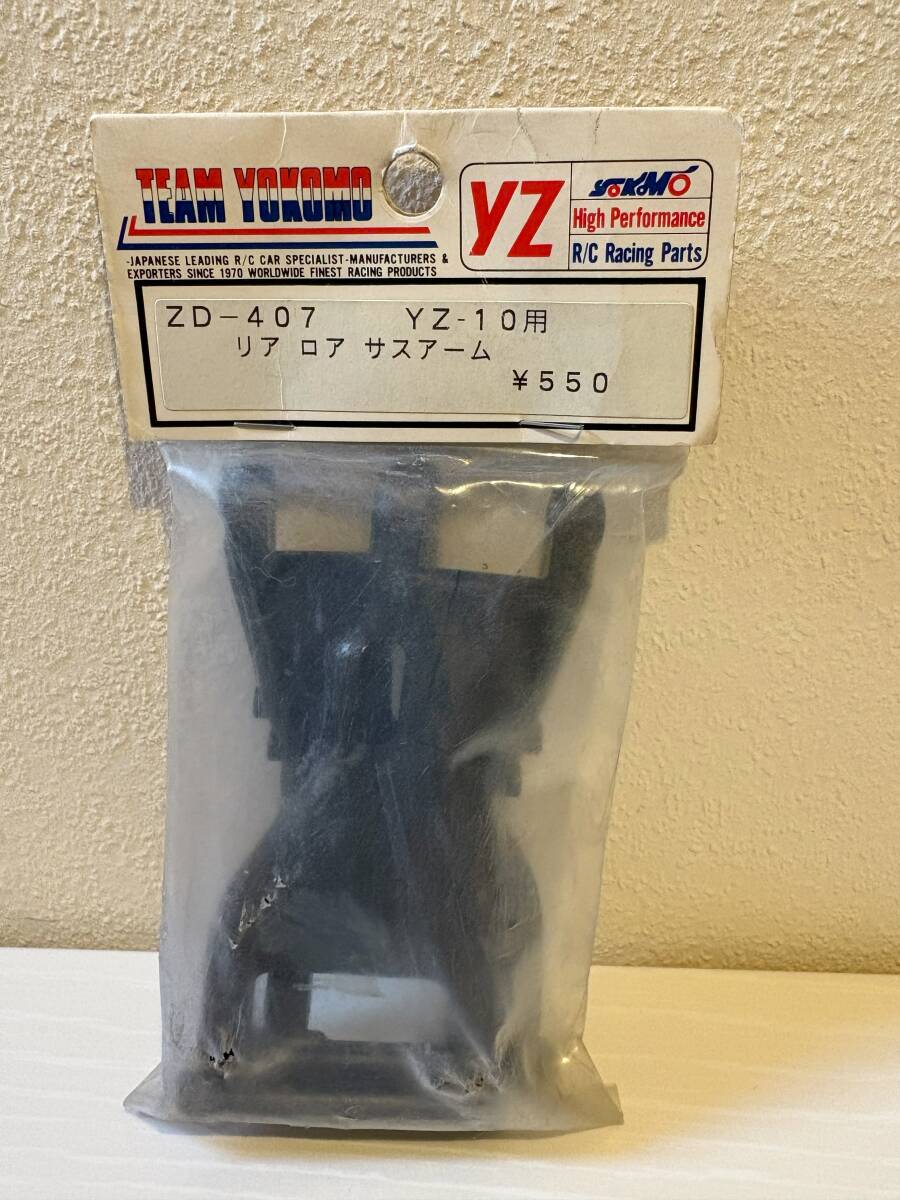 TEAM YOKOMO
-JAPANESE LEADING R/C CAR SPECIALIST-MANUFACTURERS &
EXPORTERS SINCE 1970 WORLDWIDE FINEST RACING PRODUCTS
YZ
YOKOMO
High Performance
R/C Racing Parts
ZD-407 YZ-10用
リア ロア サスアーム
¥550